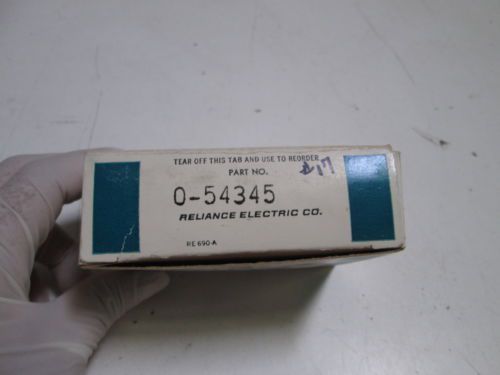 TEAR OFF THIS TAB AND USE TO REORDER
PART NO.
0-54345
RELIANCE ELECTRIC CO.
RE 690-A